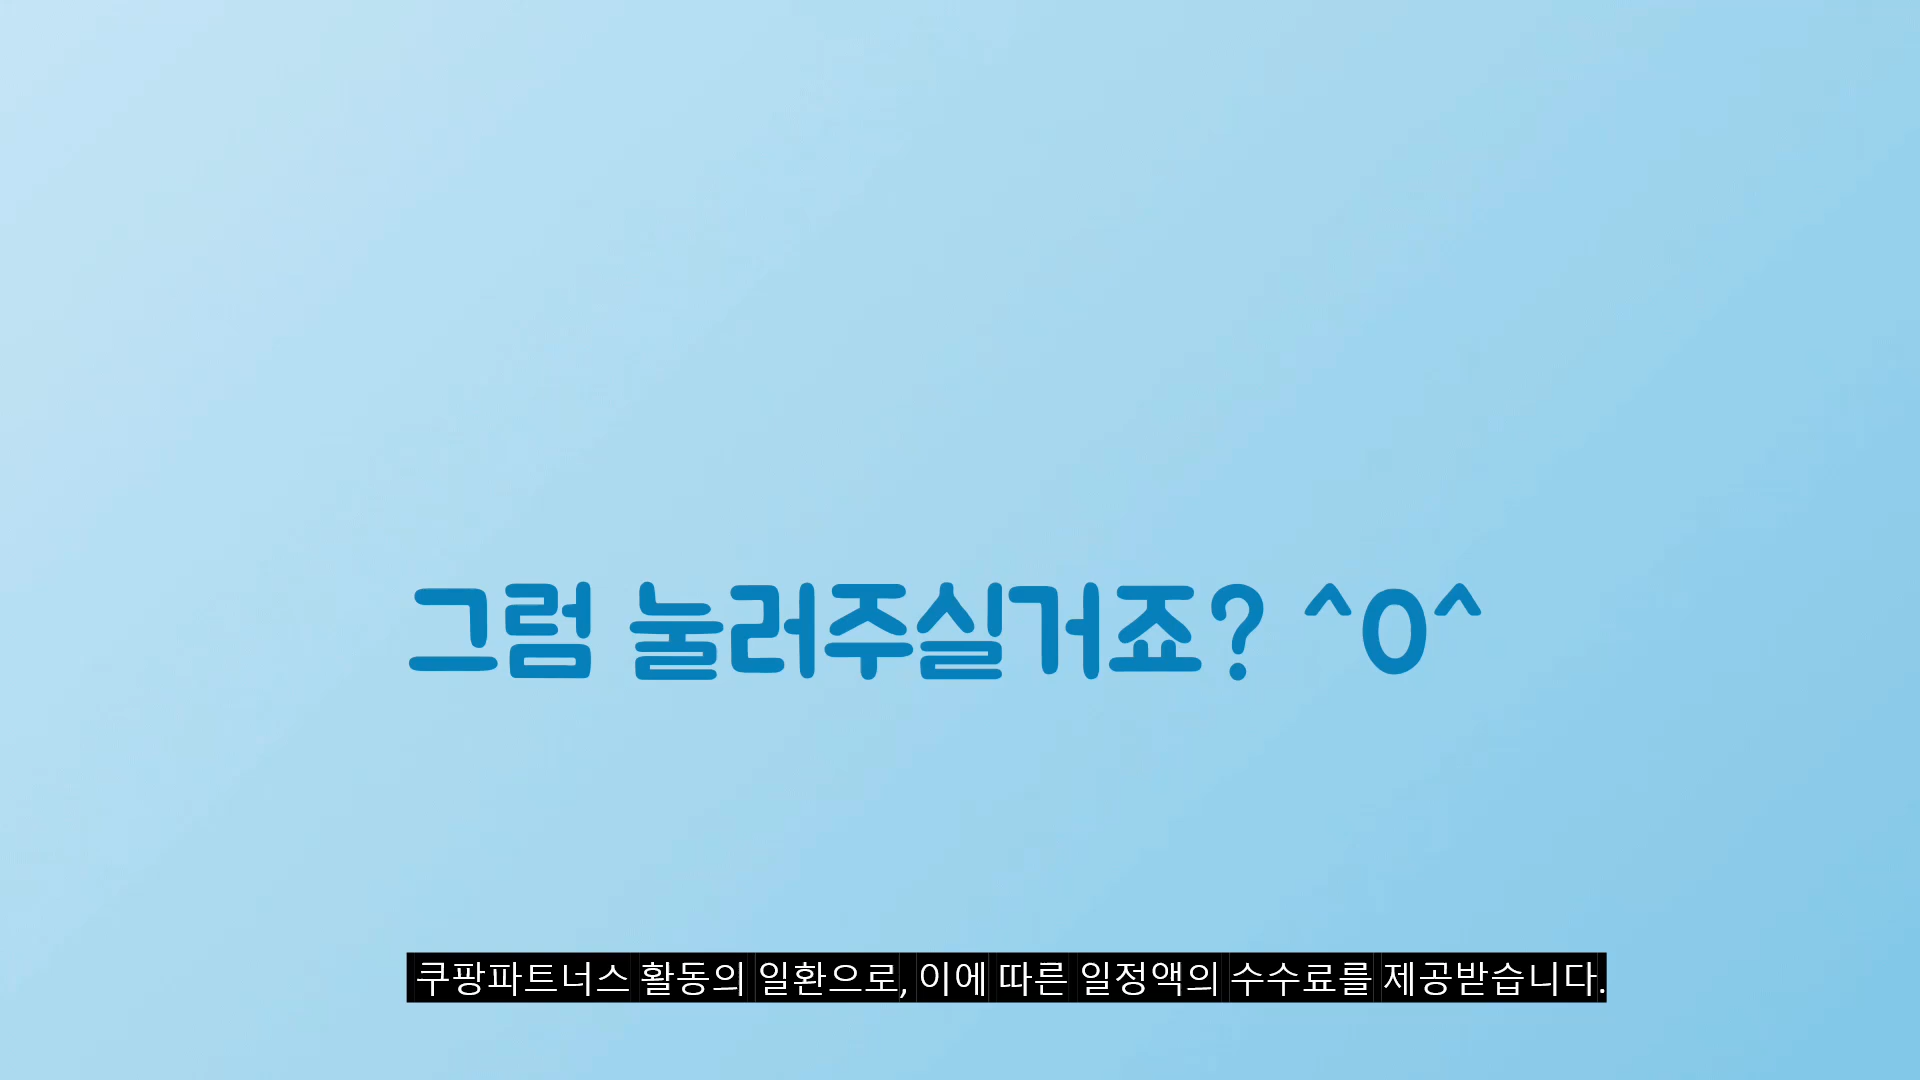 그럼 눌러주실거죠? ^0^
쿠팡파트너스 활동의 일환으로, 이에 따른 일정액의 수수료를 제공받습니다.